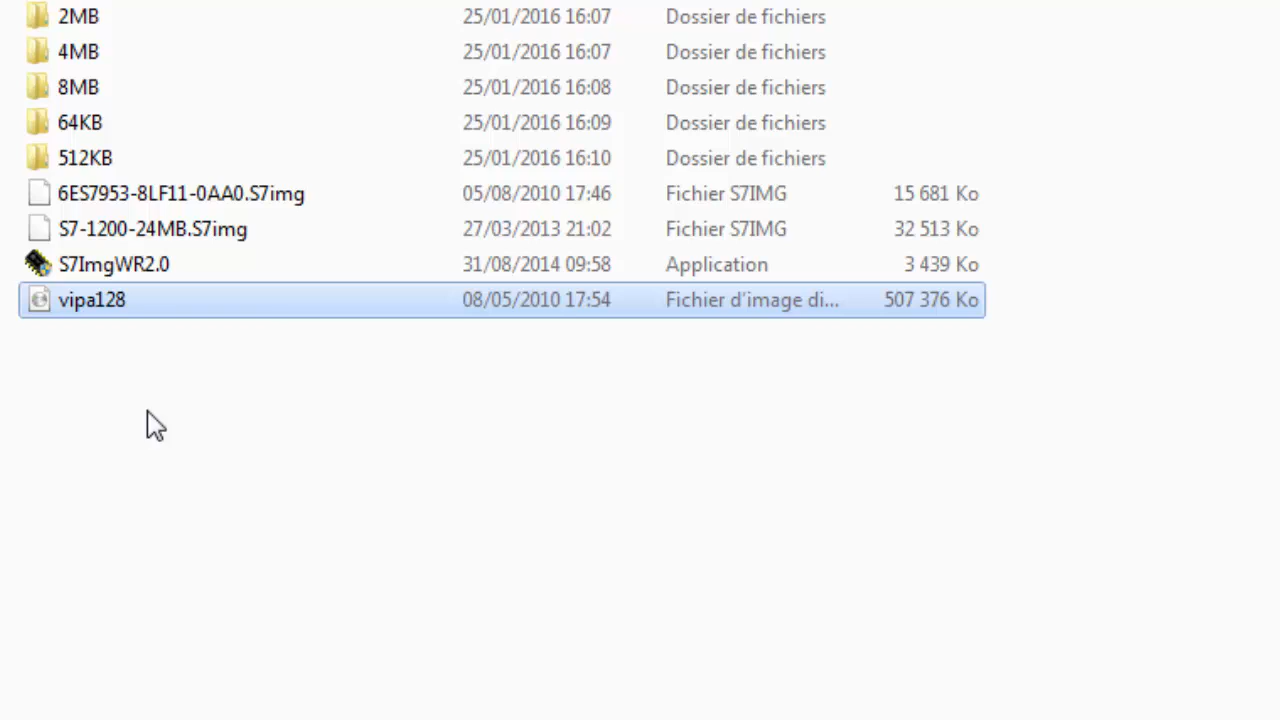 2MB 25/01/2016 16:07 Dossier de fichiers
4MB 25/01/2016 16:07 Dossier de fichiers
8MB 25/01/2016 16:08 Dossier de fichiers
64KB 25/01/2016 16:09 Dossier de fichiers
512KB 25/01/2016 16:10 Dossier de fichiers
6ES7953-8LF11-0AA0.S7img 05/08/2010 17:46 Fichier S7IMG 15 681 Ko
S7-1200-24MB.S7img 27/03/2013 21:02 Fichier S7IMG 32 513 Ko
S7ImgWR2.0 31/08/2014 09:58 Application 3 439 Ko
vipa128 08/05/2010 17:54 Fichier d'image di... 507 376 Ko